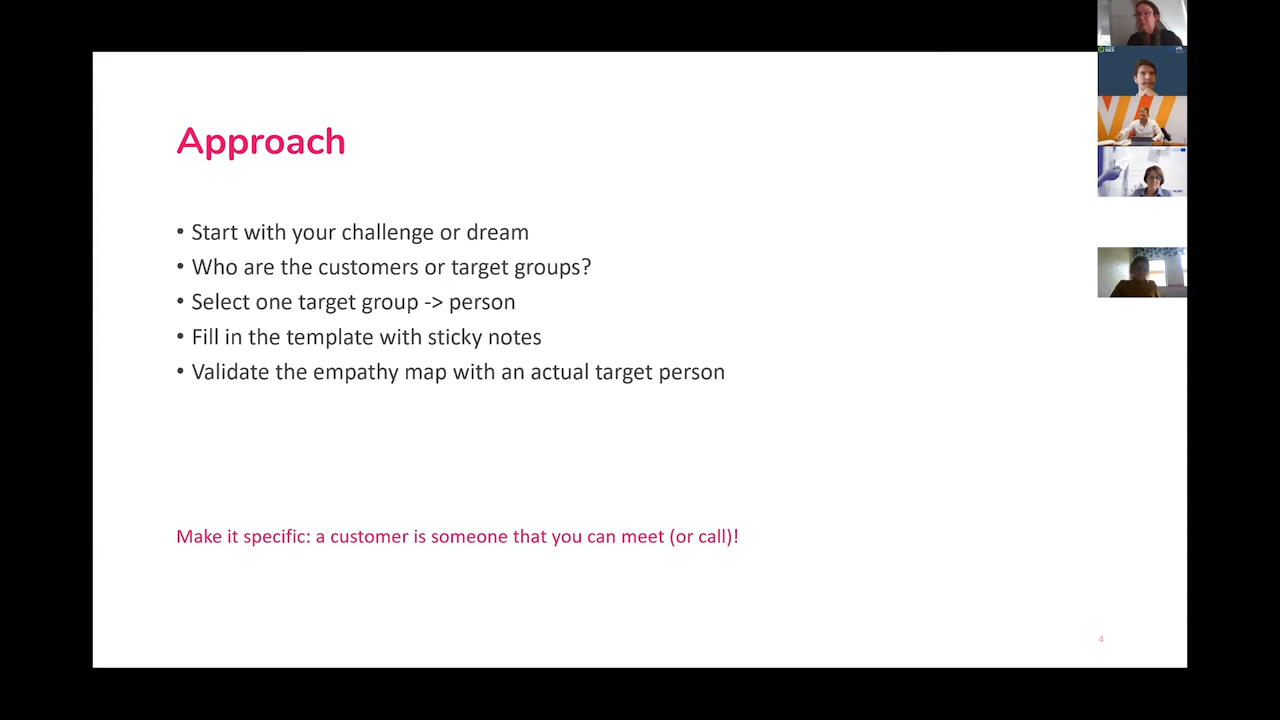 Approach
• Start with your challenge or dream
• Who are the customers or target groups?
• Select one target group -> person
• Fill in the template with sticky notes
• Validate the empathy map with an actual target person
Make it specific: a customer is someone that you can meet (or call)!
4